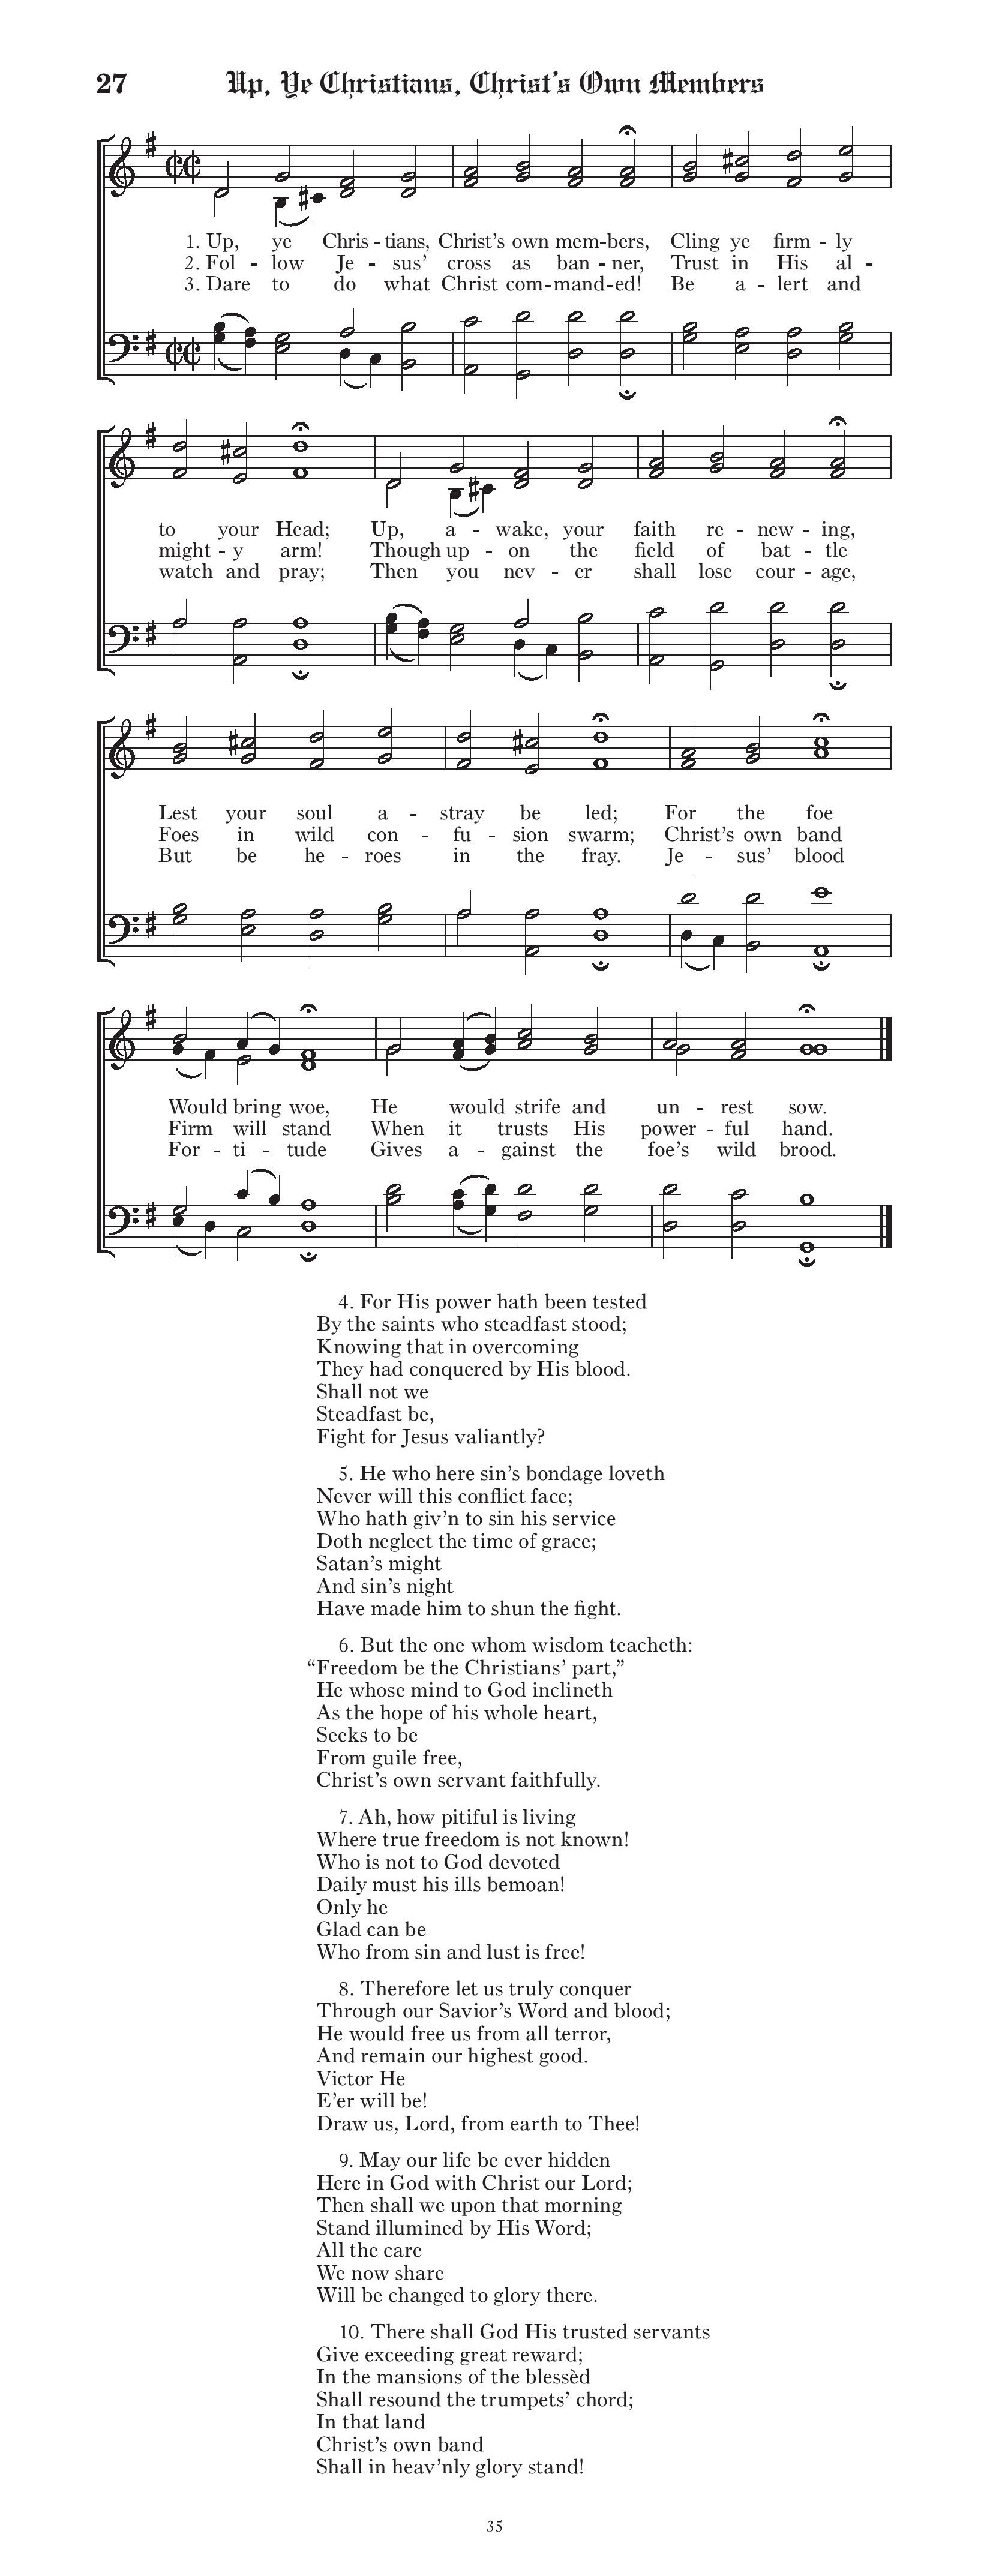 27 Up, Ye Christians, Christ's Own Members
1. Up, ye Chris - tians, Christ's own mem-bers, Cling ye firm - ly
2. Fol - low Je - sus' cross as ban - ner, Trust in His al -
3. Dare to do what Christ com-mand-ed! Be a - lert and
to your Head; Up, a - wake, your faith re - new - ing,
might - y arm! Though up - on the field of bat - tle
watch and pray; Then you nev - er shall lose cour - age,
Lest your soul a - stray be led; For the foe
Foes in wild con - fu - sion swarm; Christ's own band
But be he - roes in the fray. Je - sus' blood
Would bring woe, He would strife and un - rest sow.
Firm will stand When it trusts His power - ful hand.
For - ti - tude Gives a - gainst the foe's wild brood.
4. For His power hath been tested
By the saints who steadfast stood;
Knowing that in overcoming
They had conquered by His blood.
Shall not we
Steadfast be,
Fight for Jesus valiantly?
5. He who here sin's bondage loveth
Never will this conflict face;
Who hath giv'n to sin his service
Doth neglect the time of grace;
Satan's might
And sin's night
Have made him to shun the fight.
6. But the one whom wisdom teacheth:
“Freedom be the Christians' part,”
He whose mind to God inclineth
As the hope of his whole heart,
Seeks to be
From guile free,
Christ's own servant faithfully.
7. Ah, how pitiful is living
Where true freedom is not known!
Who is not to God devoted
Daily must his ills bemoan!
Only he
Glad can be
Who from sin and lust is free!
8. Therefore let us truly conquer
Through our Savior's Word and blood;
He would free us from all terror,
And remain our highest good.
Victor He
E'er will be!
Draw us, Lord, from earth to Thee!
9. May our life be ever hidden
Here in God with Christ our Lord;
Then shall we upon that morning
Stand illumined by His Word;
All the care
We now share
Will be changed to glory there.
10. There shall God His trusted servants
Give exceeding great reward;
In the mansions of the blessèd
Shall resound the trumpets' chord;
In that land
Christ's own band
Shall in heav'nly glory stand!
35